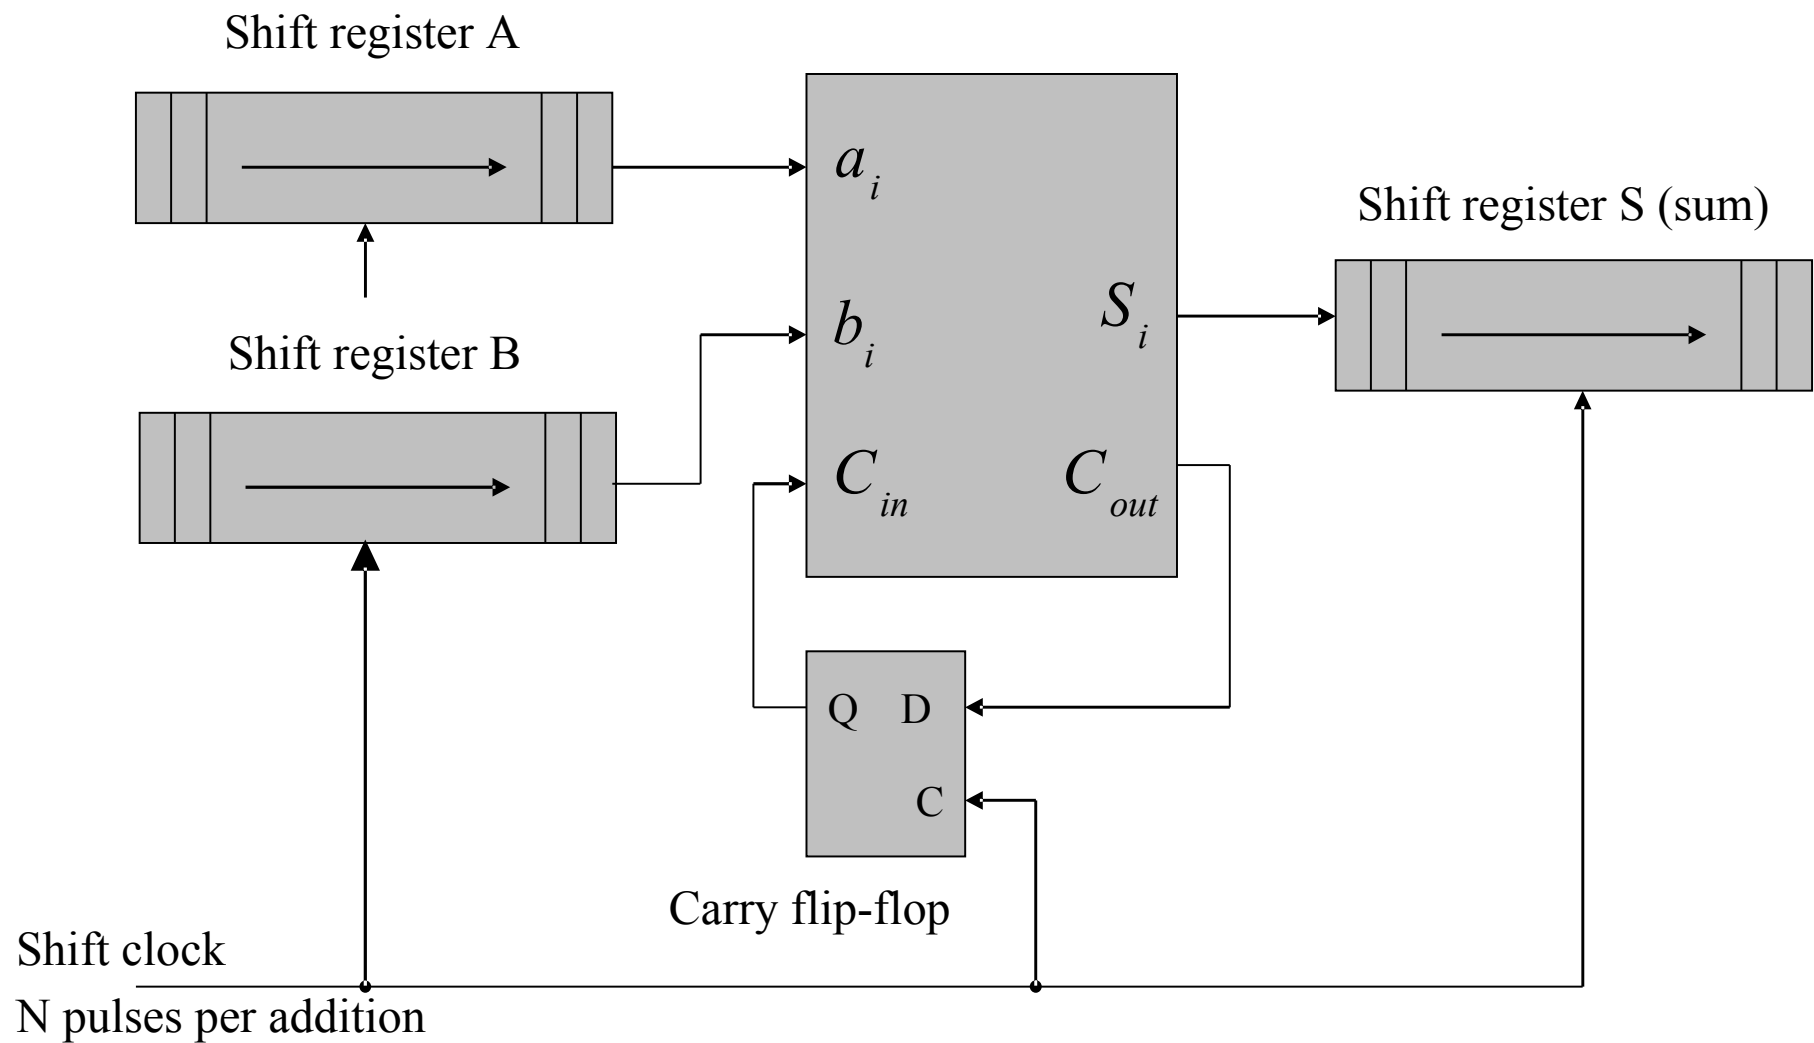 Shift register A
a_i
Shift register S (sum)
b_i
S_i
Shift register B
C_in
C_out
Q D
C
Carry flip-flop
Shift clock
N pulses per addition